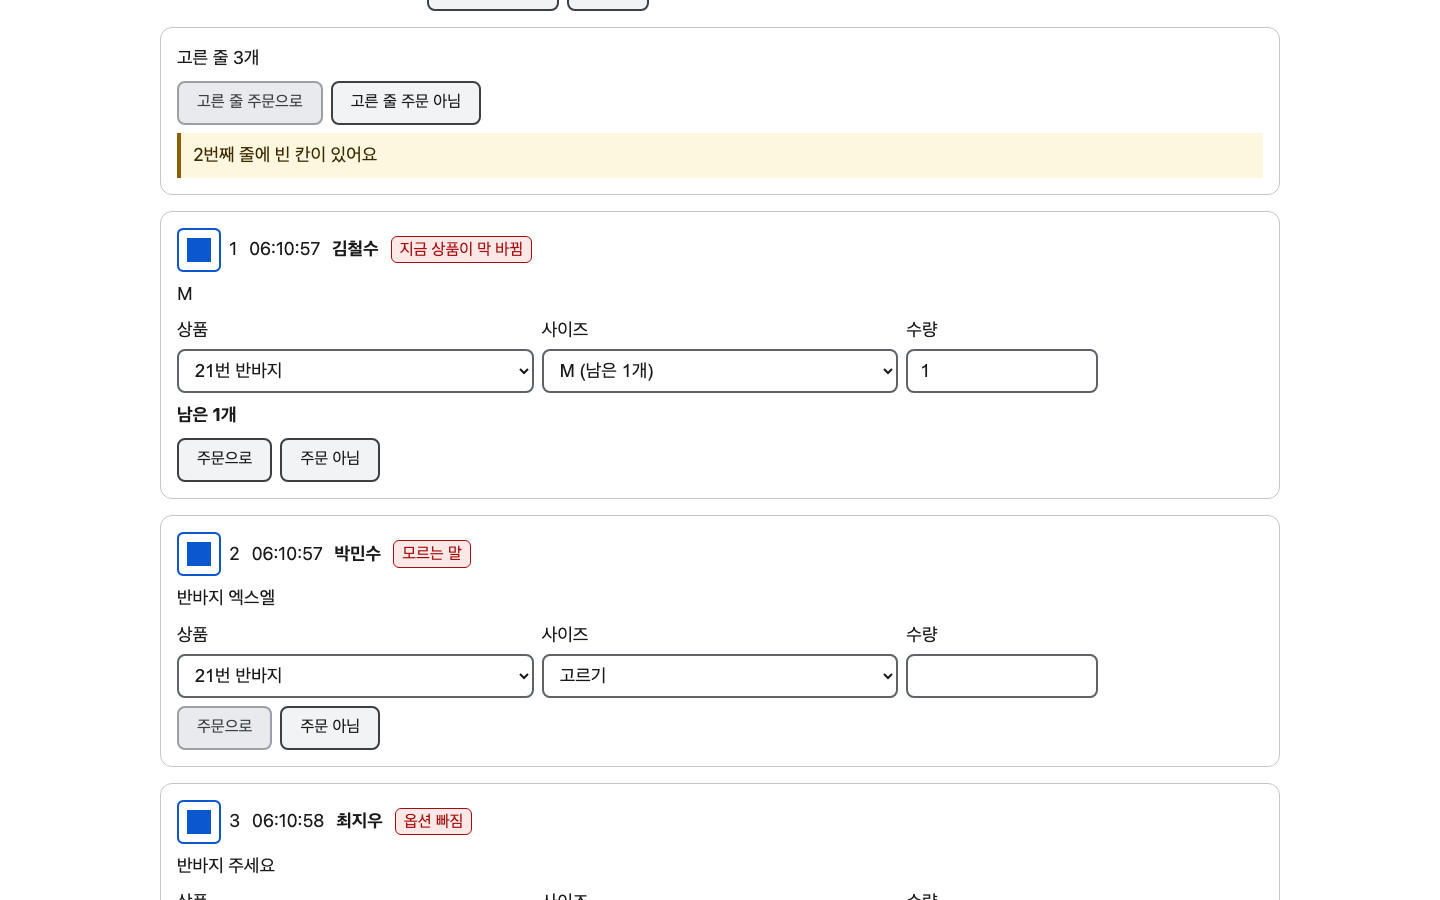 고른 줄 3개
고른 줄 주문으로 고른 줄 주문 아님
2번째 줄에 빈 칸이 있어요
1 06:10:57 김철수 지금 상품이 막 바뀜
M
상품 사이즈 수량
21번 반바지 M (남은 1개) 1
남은 1개
주문으로 주문 아님
2 06:10:57 박민수 모르는 말
반바지 엑스엘
상품 사이즈 수량
21번 반바지 고르기
주문으로 주문 아님
3 06:10:58 최지우 옵션 빠짐
반바지 주세요
상품 사이즈 수량